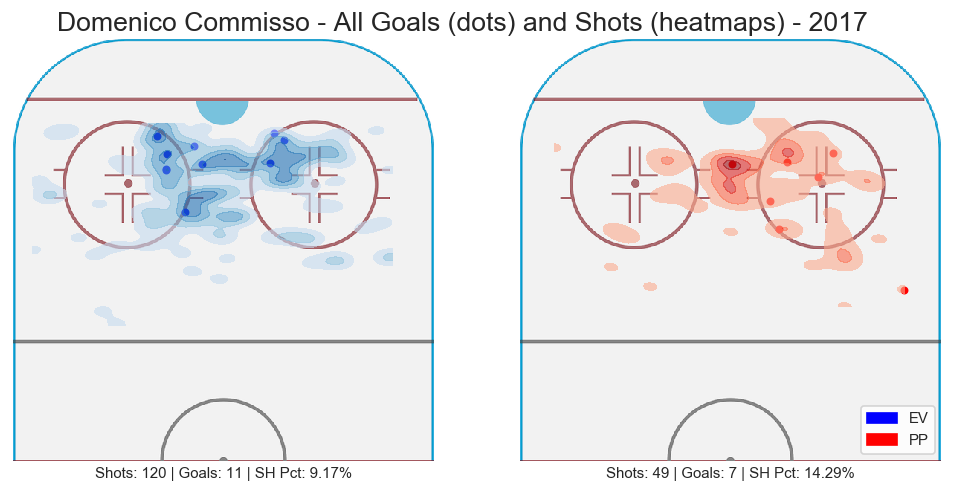 Domenico Commisso - All Goals (dots) and Shots (heatmaps) - 2017
EV
PP
Shots: 120 | Goals: 11 | SH Pct: 9.17%
Shots: 49 | Goals: 7 | SH Pct: 14.29%